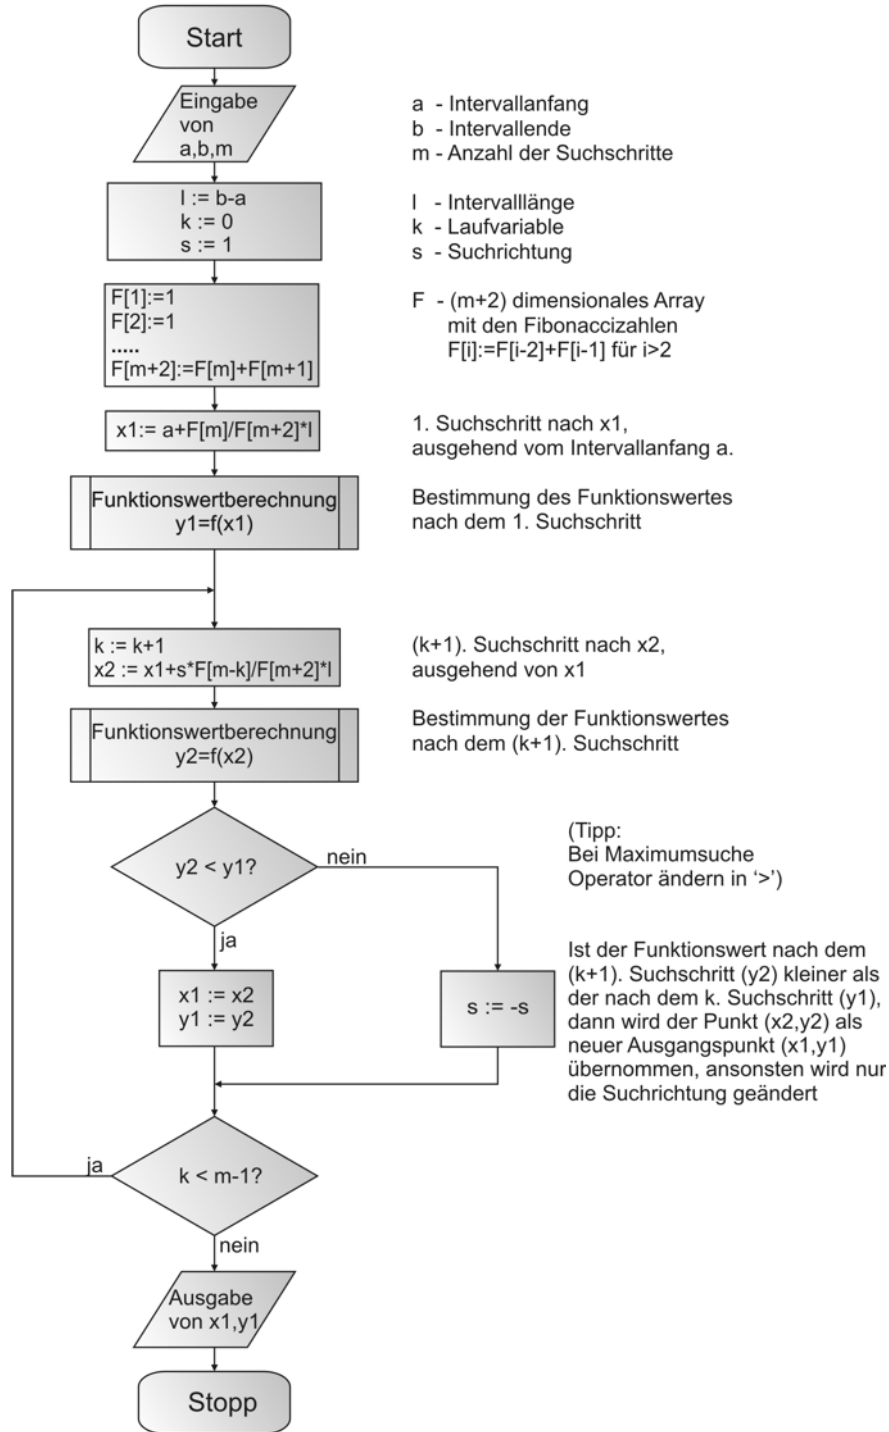 Start
Eingabe
von
a,b,m
a - Intervallanfang
b - Intervallende
m - Anzahl der Suchschritte
l := b-a
k := 0
s := 1
l - Intervalllänge
k - Laufvariable
s - Suchrichtung
F[1]:=1
F[2]:=1
.....
F[m+2]:=F[m]+F[m+1]
F - (m+2) dimensionales Array
mit den Fibonaccizahlen
F[i]:=F[i-2]+F[i-1] für i>2
x1:= a+F[m]/F[m+2]*l
1. Suchschritt nach x1,
ausgehend vom Intervallanfang a.
Funktionswertberechnung
y1=f(x1)
Bestimmung des Funktionswertes
nach dem 1. Suchschritt
k := k+1
x2 := x1+s*F[m-k]/F[m+2]*l
(k+1). Suchschritt nach x2,
ausgehend von x1
Funktionswertberechnung
y2=f(x2)
Bestimmung der Funktionswertes
nach dem (k+1). Suchschritt
y2 < y1?
nein
(Tipp:
Bei Maximumsuche
Operator ändern in ‘>’)
ja
x1 := x2
y1 := y2
s := -s
Ist der Funktionswert nach dem
(k+1). Suchschritt (y2) kleiner als
der nach dem k. Suchschritt (y1),
dann wird der Punkt (x2,y2) als
neuer Ausgangspunkt (x1,y1)
übernommen, ansonsten wird nur
die Suchrichtung geändert
ja
k < m-1?
nein
Ausgabe
von x1,y1
Stopp